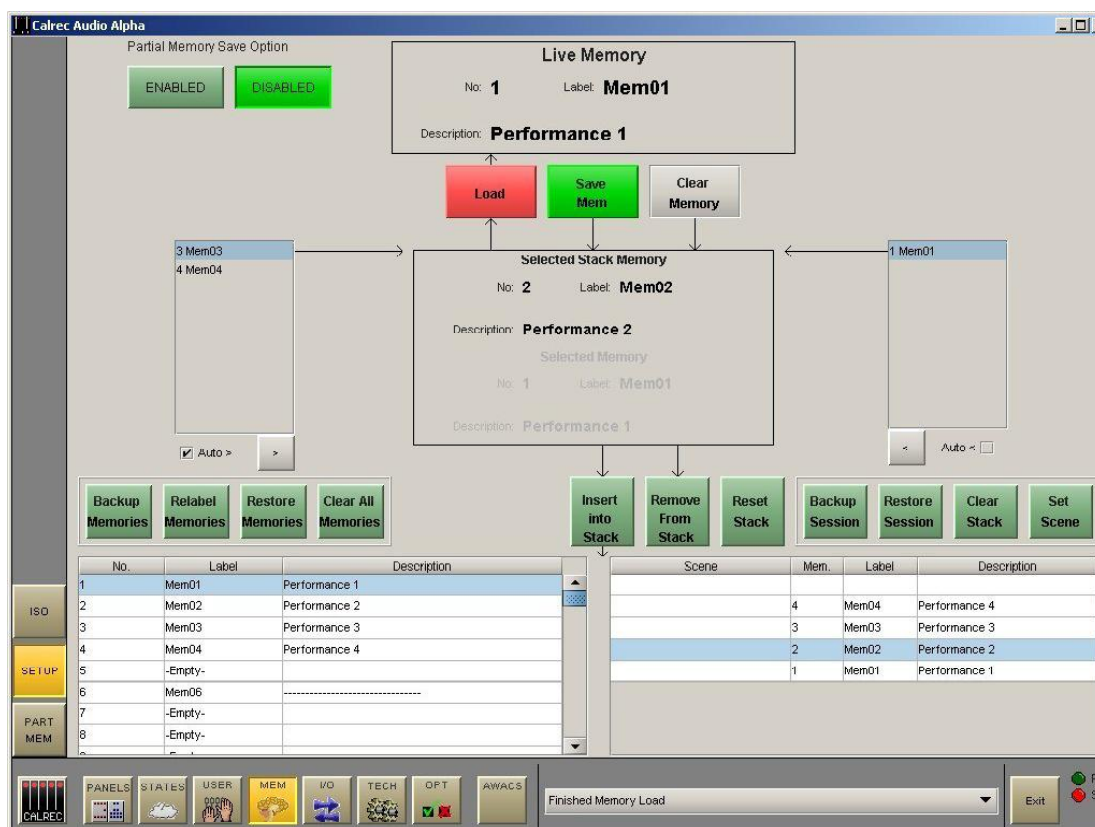 Calrec Audio Alpha
Partial Memory Save Option
ENABLED DISABLED
Live Memory
No: 1 Label: Mem01
Description: Performance 1
Load Save Mem Clear Memory
3 Mem03
4 Mem04
Selected Stack Memory
No: 2 Label: Mem02
Description: Performance 2
Selected Memory
No: 1 Label: Mem01
Description: Performance 1
1 Mem01
Auto > >
< Auto <
Backup Memories Relabel Memories Restore Memories Clear All Memories
Insert into Stack Remove From Stack Reset Stack
Backup Session Restore Session Clear Stack Set Scene
No. Label Description
1 Mem01 Performance 1
2 Mem02 Performance 2
3 Mem03 Performance 3
4 Mem04 Performance 4
5 -Empty-
6 Mem06 --------------------------------
7 -Empty-
8 -Empty-
Scene Mem. Label Description
4 Mem04 Performance 4
3 Mem03 Performance 3
2 Mem02 Performance 2
1 Mem01 Performance 1
ISO
SETUP
PART MEM
CALREC PANELS STATES USER MEM I/O TECH OPT AWACS
Finished Memory Load
Exit